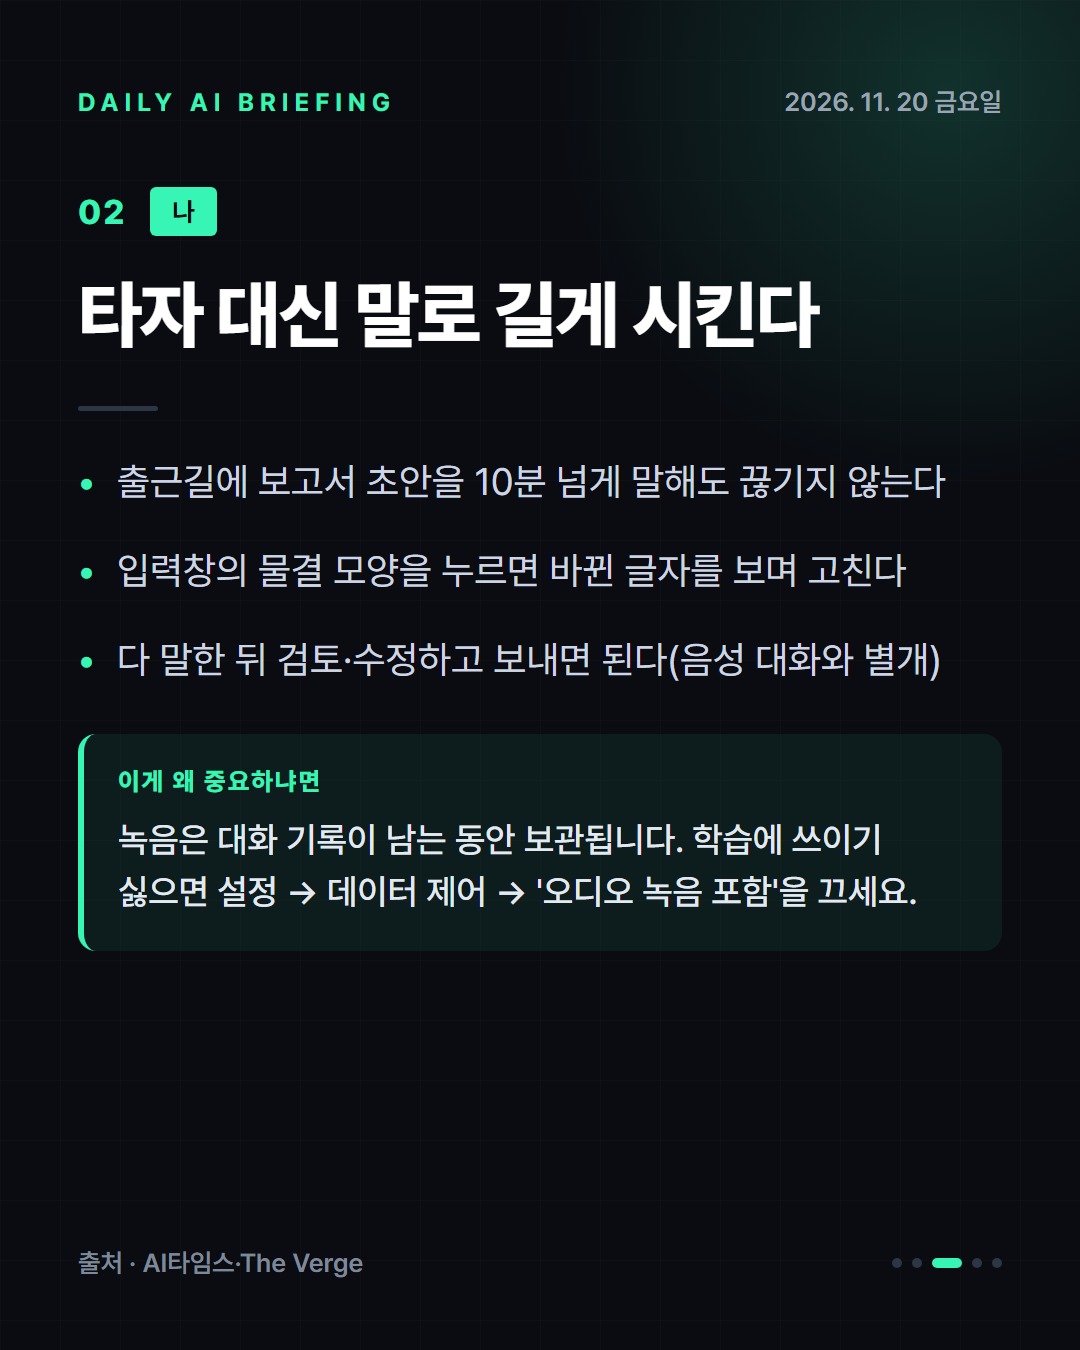 DAILY AI BRIEFING
2026. 11. 20 금요일
02 나
타자 대신 말로 길게 시킨다
• 출근길에 보고서 초안을 10분 넘게 말해도 끊기지 않는다
• 입력창의 물결 모양을 누르면 바뀐 글자를 보며 고친다
• 다 말한 뒤 검토·수정하고 보내면 된다(음성 대화와 별개)
이게 왜 중요하냐면
녹음은 대화 기록이 남는 동안 보관됩니다. 학습에 쓰이기
싫으면 설정 → 데이터 제어 → '오디오 녹음 포함'을 끄세요.
출처 · AI타임스·The Verge